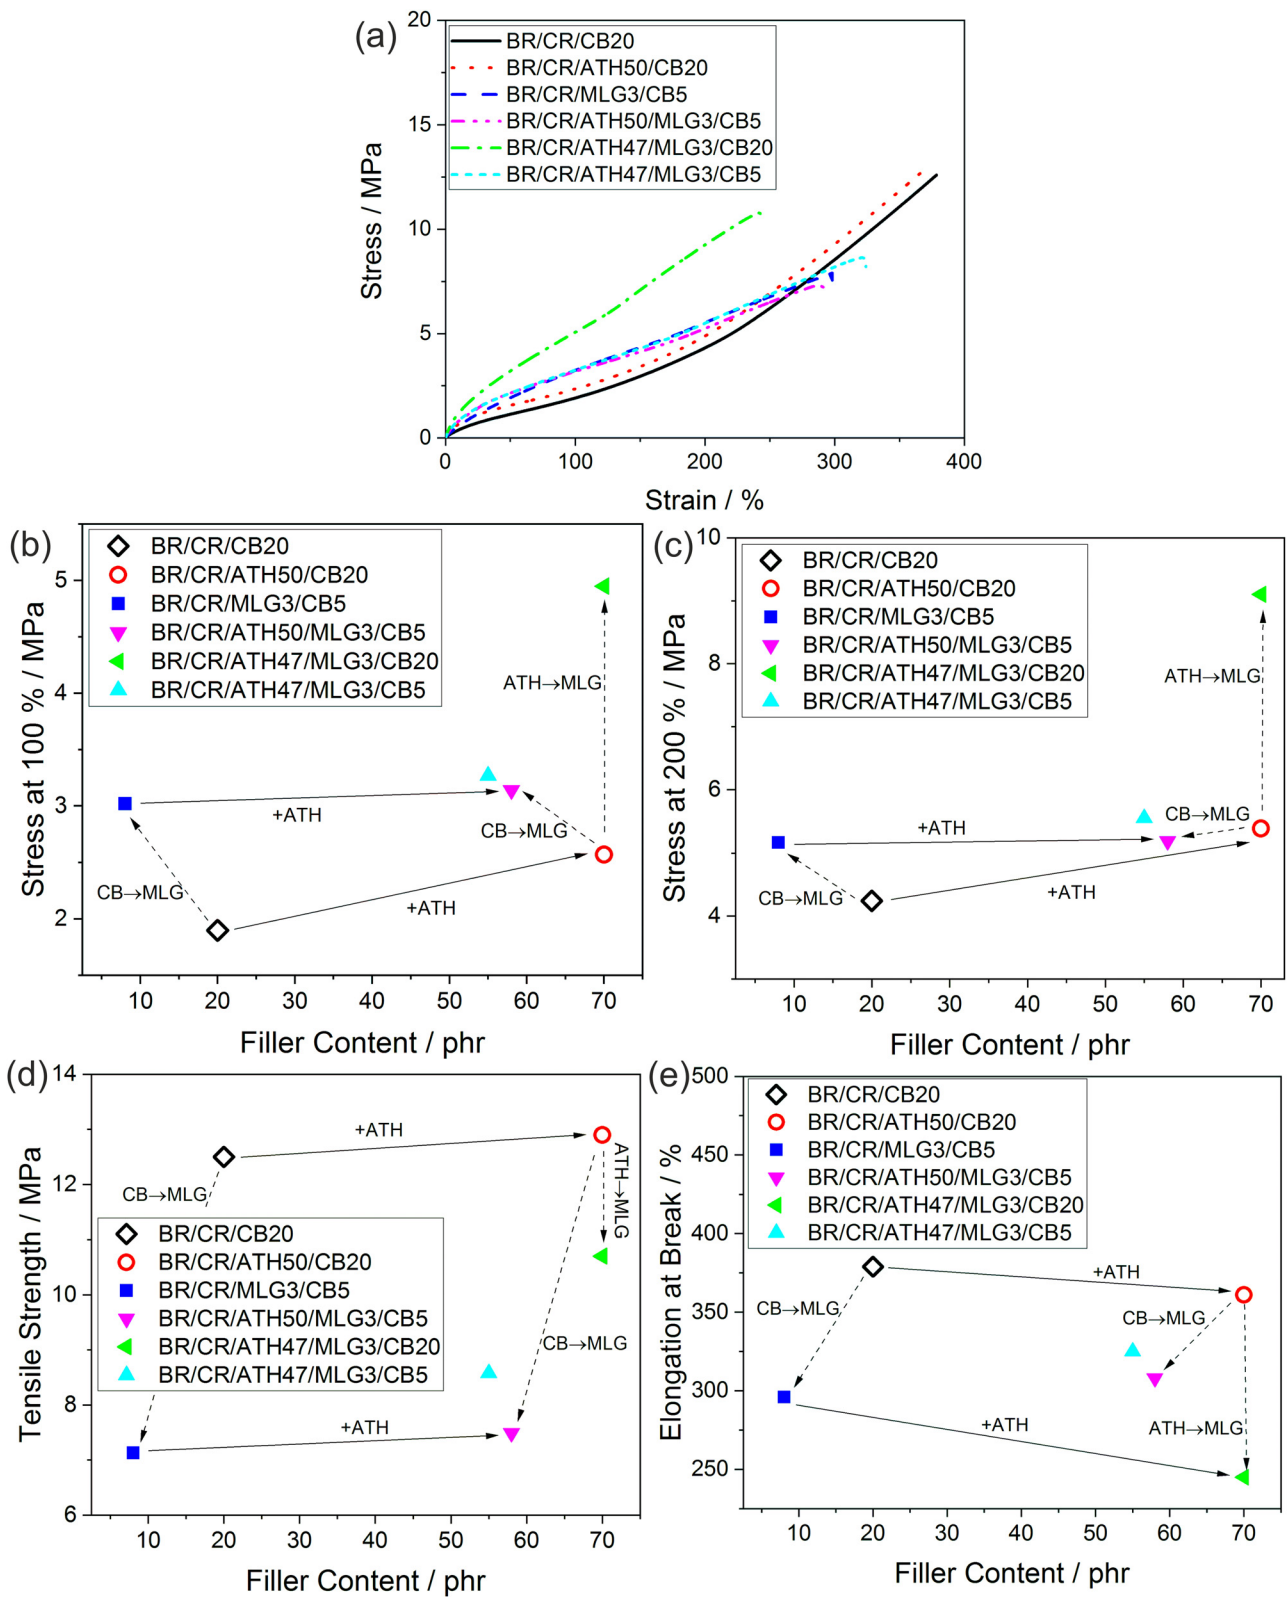 (a)
20
15
10
5
0
Stress / MPa
BR/CR/CB20
BR/CR/ATH50/CB20
BR/CR/MLG3/CB5
BR/CR/ATH50/MLG3/CB5
BR/CR/ATH47/MLG3/CB20
BR/CR/ATH47/MLG3/CB5
0 100 200 300 400
Strain / %
(b)
5
4
3
2
Stress at 100 % / MPa
BR/CR/CB20
BR/CR/ATH50/CB20
BR/CR/MLG3/CB5
BR/CR/ATH50/MLG3/CB5
BR/CR/ATH47/MLG3/CB20
BR/CR/ATH47/MLG3/CB5
ATH→MLG
+ATH
CB→MLG
CB→MLG
+ATH
10 20 30 40 50 60 70
Filler Content / phr
(c)
10
8
6
4
Stress at 200 % / MPa
BR/CR/CB20
BR/CR/ATH50/CB20
BR/CR/MLG3/CB5
BR/CR/ATH50/MLG3/CB5
BR/CR/ATH47/MLG3/CB20
BR/CR/ATH47/MLG3/CB5
ATH→MLG
CB→MLG
+ATH
CB→MLG
+ATH
10 20 30 40 50 60 70
Filler Content / phr
(d)
14
12
10
8
6
Tensile Strength / MPa
+ATH
CB→MLG
ATH→MLG
BR/CR/CB20
BR/CR/ATH50/CB20
BR/CR/MLG3/CB5
BR/CR/ATH50/MLG3/CB5
BR/CR/ATH47/MLG3/CB20
BR/CR/ATH47/MLG3/CB5
CB→MLG
+ATH
10 20 30 40 50 60 70
Filler Content / phr
(e)
500
450
400
350
300
250
Elongation at Break / %
BR/CR/CB20
BR/CR/ATH50/CB20
BR/CR/MLG3/CB5
BR/CR/ATH50/MLG3/CB5
BR/CR/ATH47/MLG3/CB20
BR/CR/ATH47/MLG3/CB5
+ATH
CB→MLG
CB→MLG
+ATH
ATH→MLG
10 20 30 40 50 60 70
Filler Content / phr